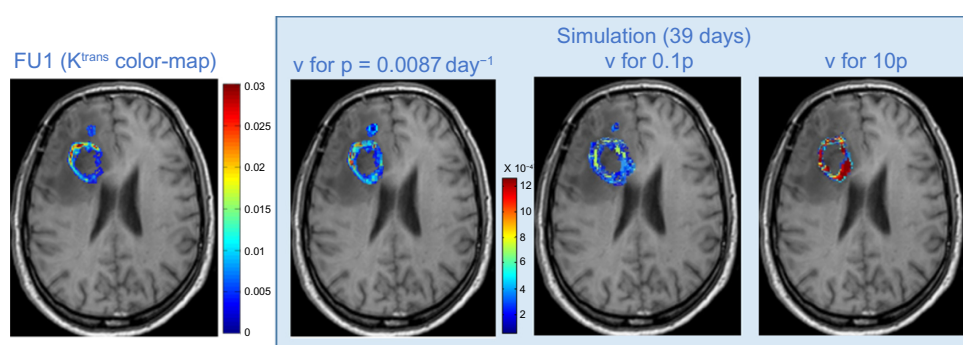 Simulation (39 days)
FU1 (Kᵗʳᵃⁿˢ color-map)
v for p = 0.0087 day⁻¹
v for 0.1p
v for 10p
0.03
0.025
0.02
0.015
0.01
0.005
0
X 10⁻⁴
12
10
8
6
4
2